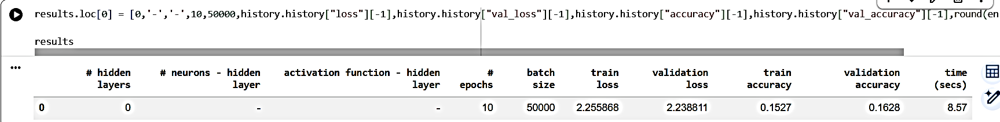 results.loc[0] = [0,'-','-',10,50000,history.history["loss"][-1],history.history["val_loss"][-1],history.history["accuracy"][-1],history.history["val_accuracy"][-1],round(en
results
# hidden layers # neurons - hidden layer activation function - hidden layer # epochs batch size train loss validation loss train accuracy validation accuracy time (secs)
0 0 - - 10 50000 2.255868 2.238811 0.1527 0.1628 8.57